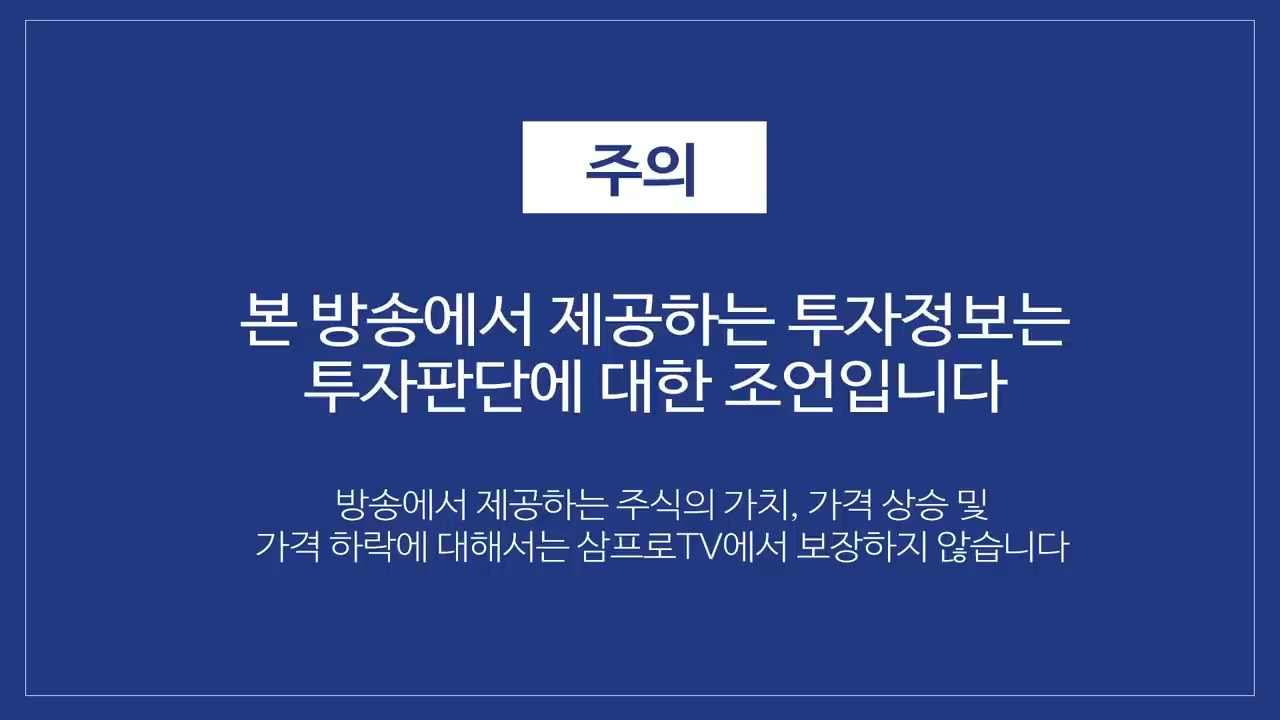 주의
본 방송에서 제공하는 투자정보는
투자판단에 대한 조언입니다
방송에서 제공하는 주식의 가치, 가격 상승 및
가격 하락에 대해서는 삼프로TV에서 보장하지 않습니다